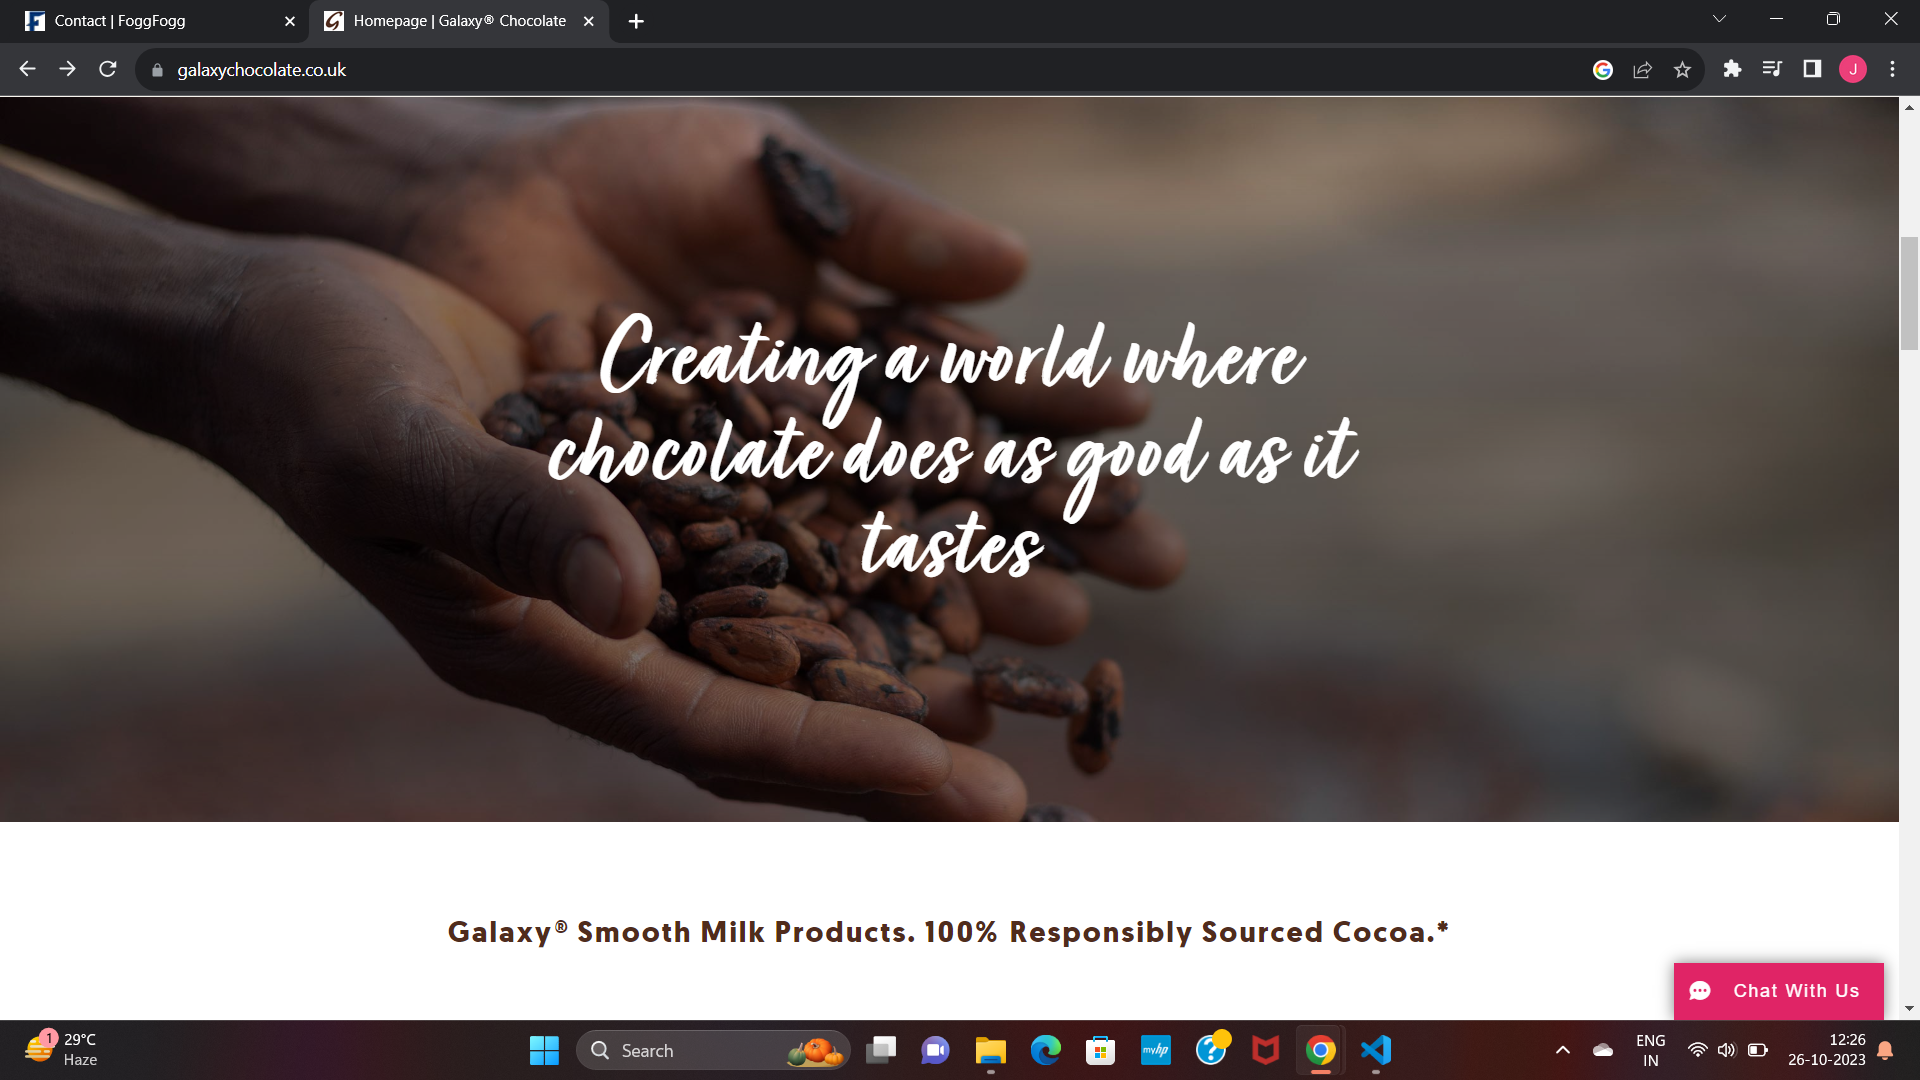 Contact | FoggFogg
Homepage | Galaxy® Chocolate
galaxychocolate.co.uk
J
Creating a world where
chocolate does as good as it
tastes
Galaxy® Smooth Milk Products. 100% Responsibly Sourced Cocoa.*
Chat With Us
1
29°C
Haze
Search
myhp
ENG
IN
12:26
26-10-2023